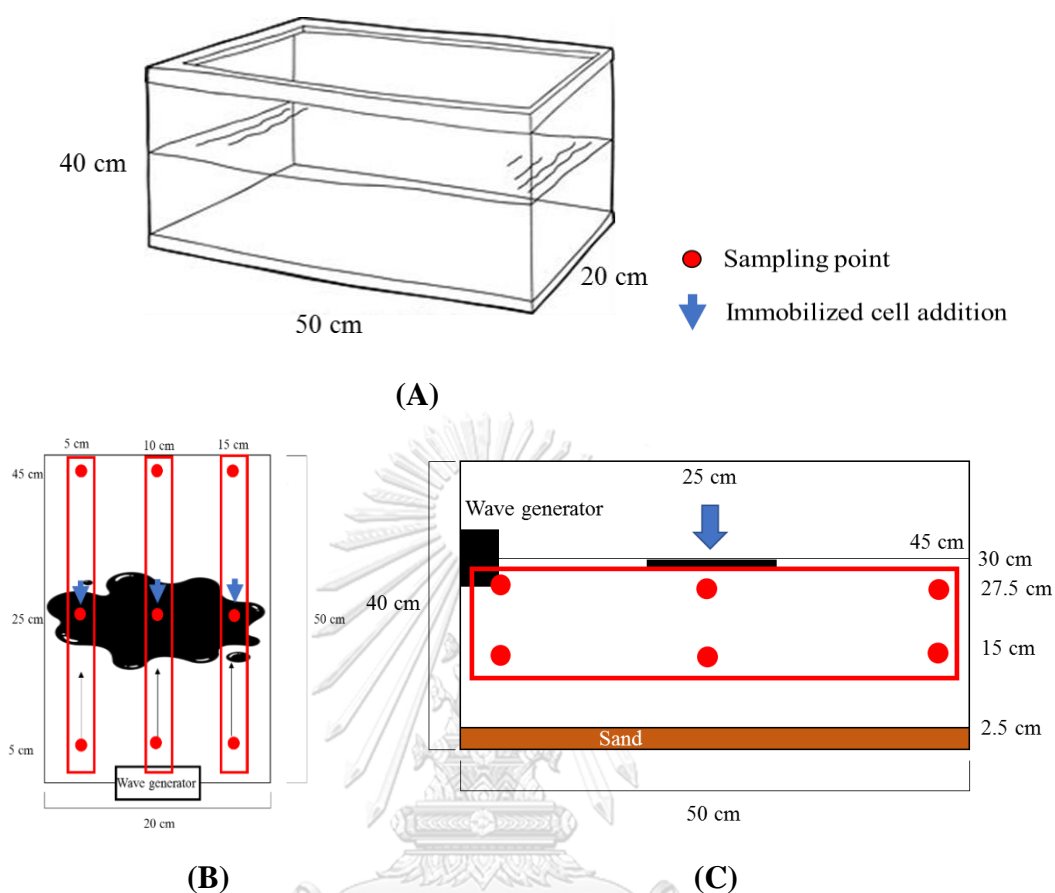 40 cm
20 cm
50 cm
Sampling point
Immobilized cell addition
(A)
5 cm
10 cm
15 cm
45 cm
25 cm
50 cm
5 cm
Wave generator
20 cm
(B)
25 cm
Wave generator
45 cm
30 cm
27.5 cm
40 cm
15 cm
2.5 cm
Sand
50 cm
(C)